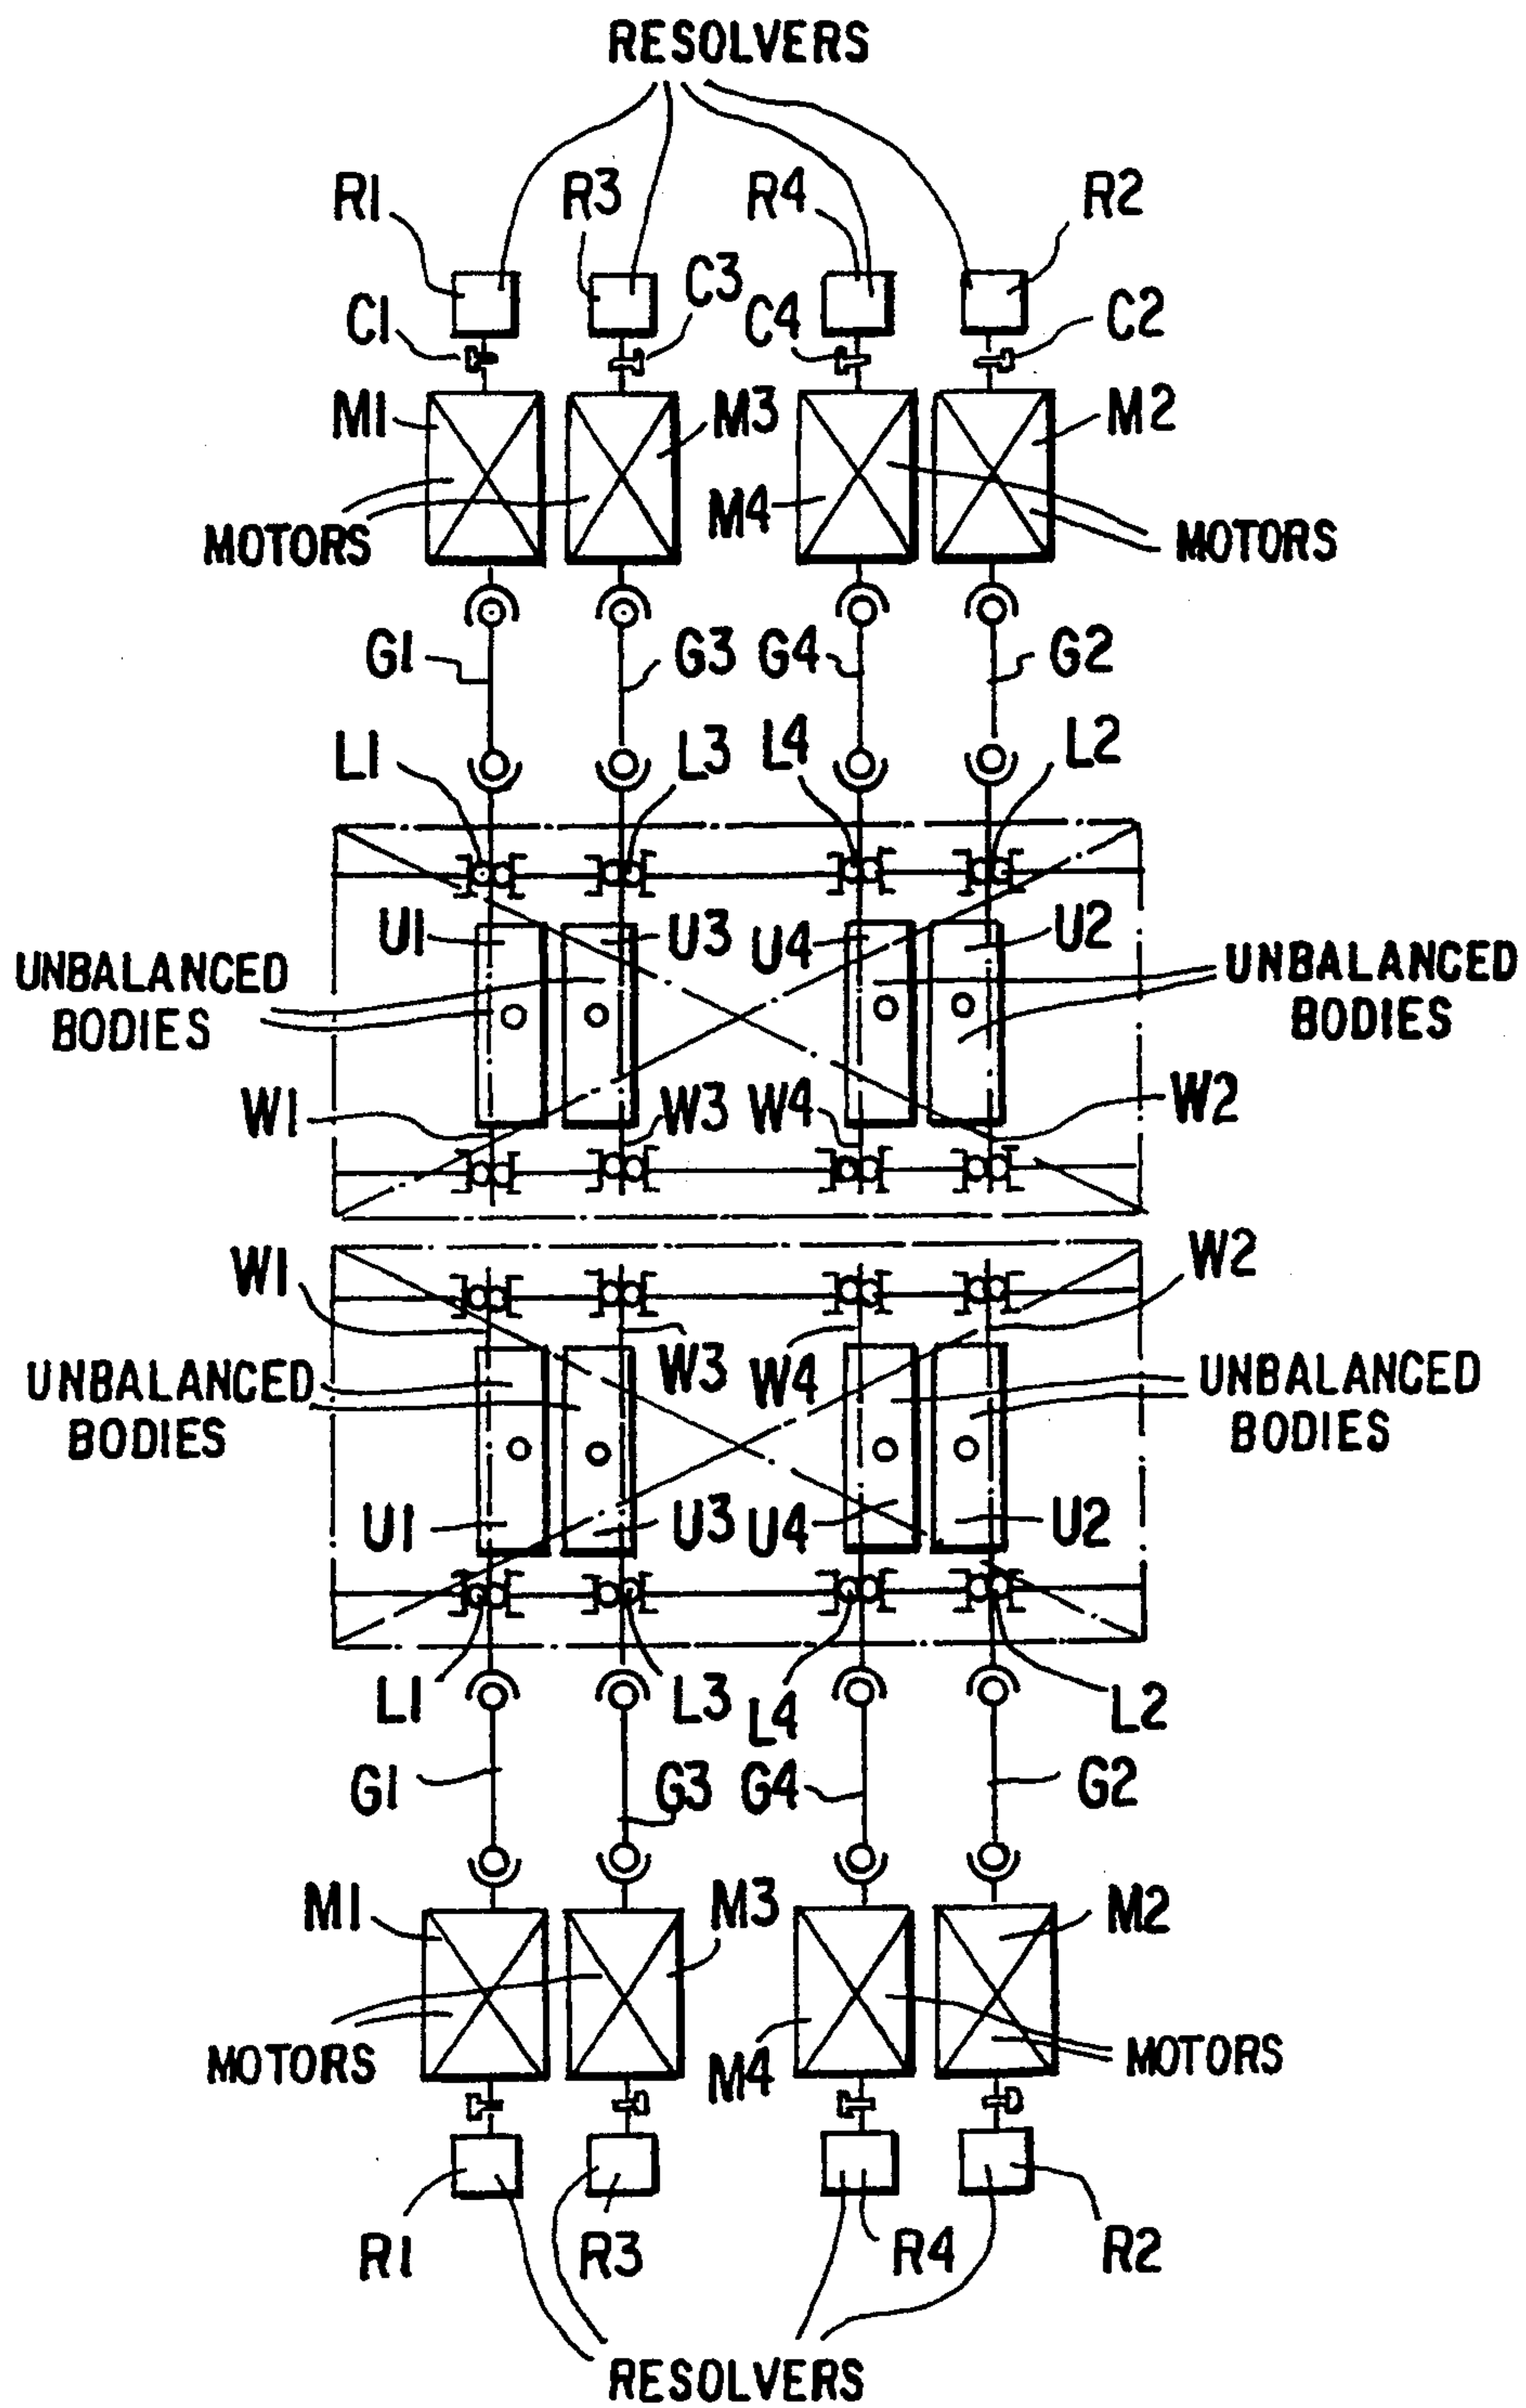 RESOLVERS
R1 R3 R4 R2
C1 C3 C4 C2
M1 M3 M4 M2
MOTORS MOTORS
G1 G3 G4 G2
L1 L3 L4 L2
U1 U3 U4 U2
UNBALANCED
BODIES
UNBALANCED
BODIES
W1 W3 W4 W2
W1 W3 W4 W2
UNBALANCED
BODIES
UNBALANCED
BODIES
U1 U3 U4 U2
L1 L3 L4 L2
G1 G3 G4 G2
M1 M3 M4 M2
MOTORS MOTORS
R1 R3 R4 R2
RESOLVERS